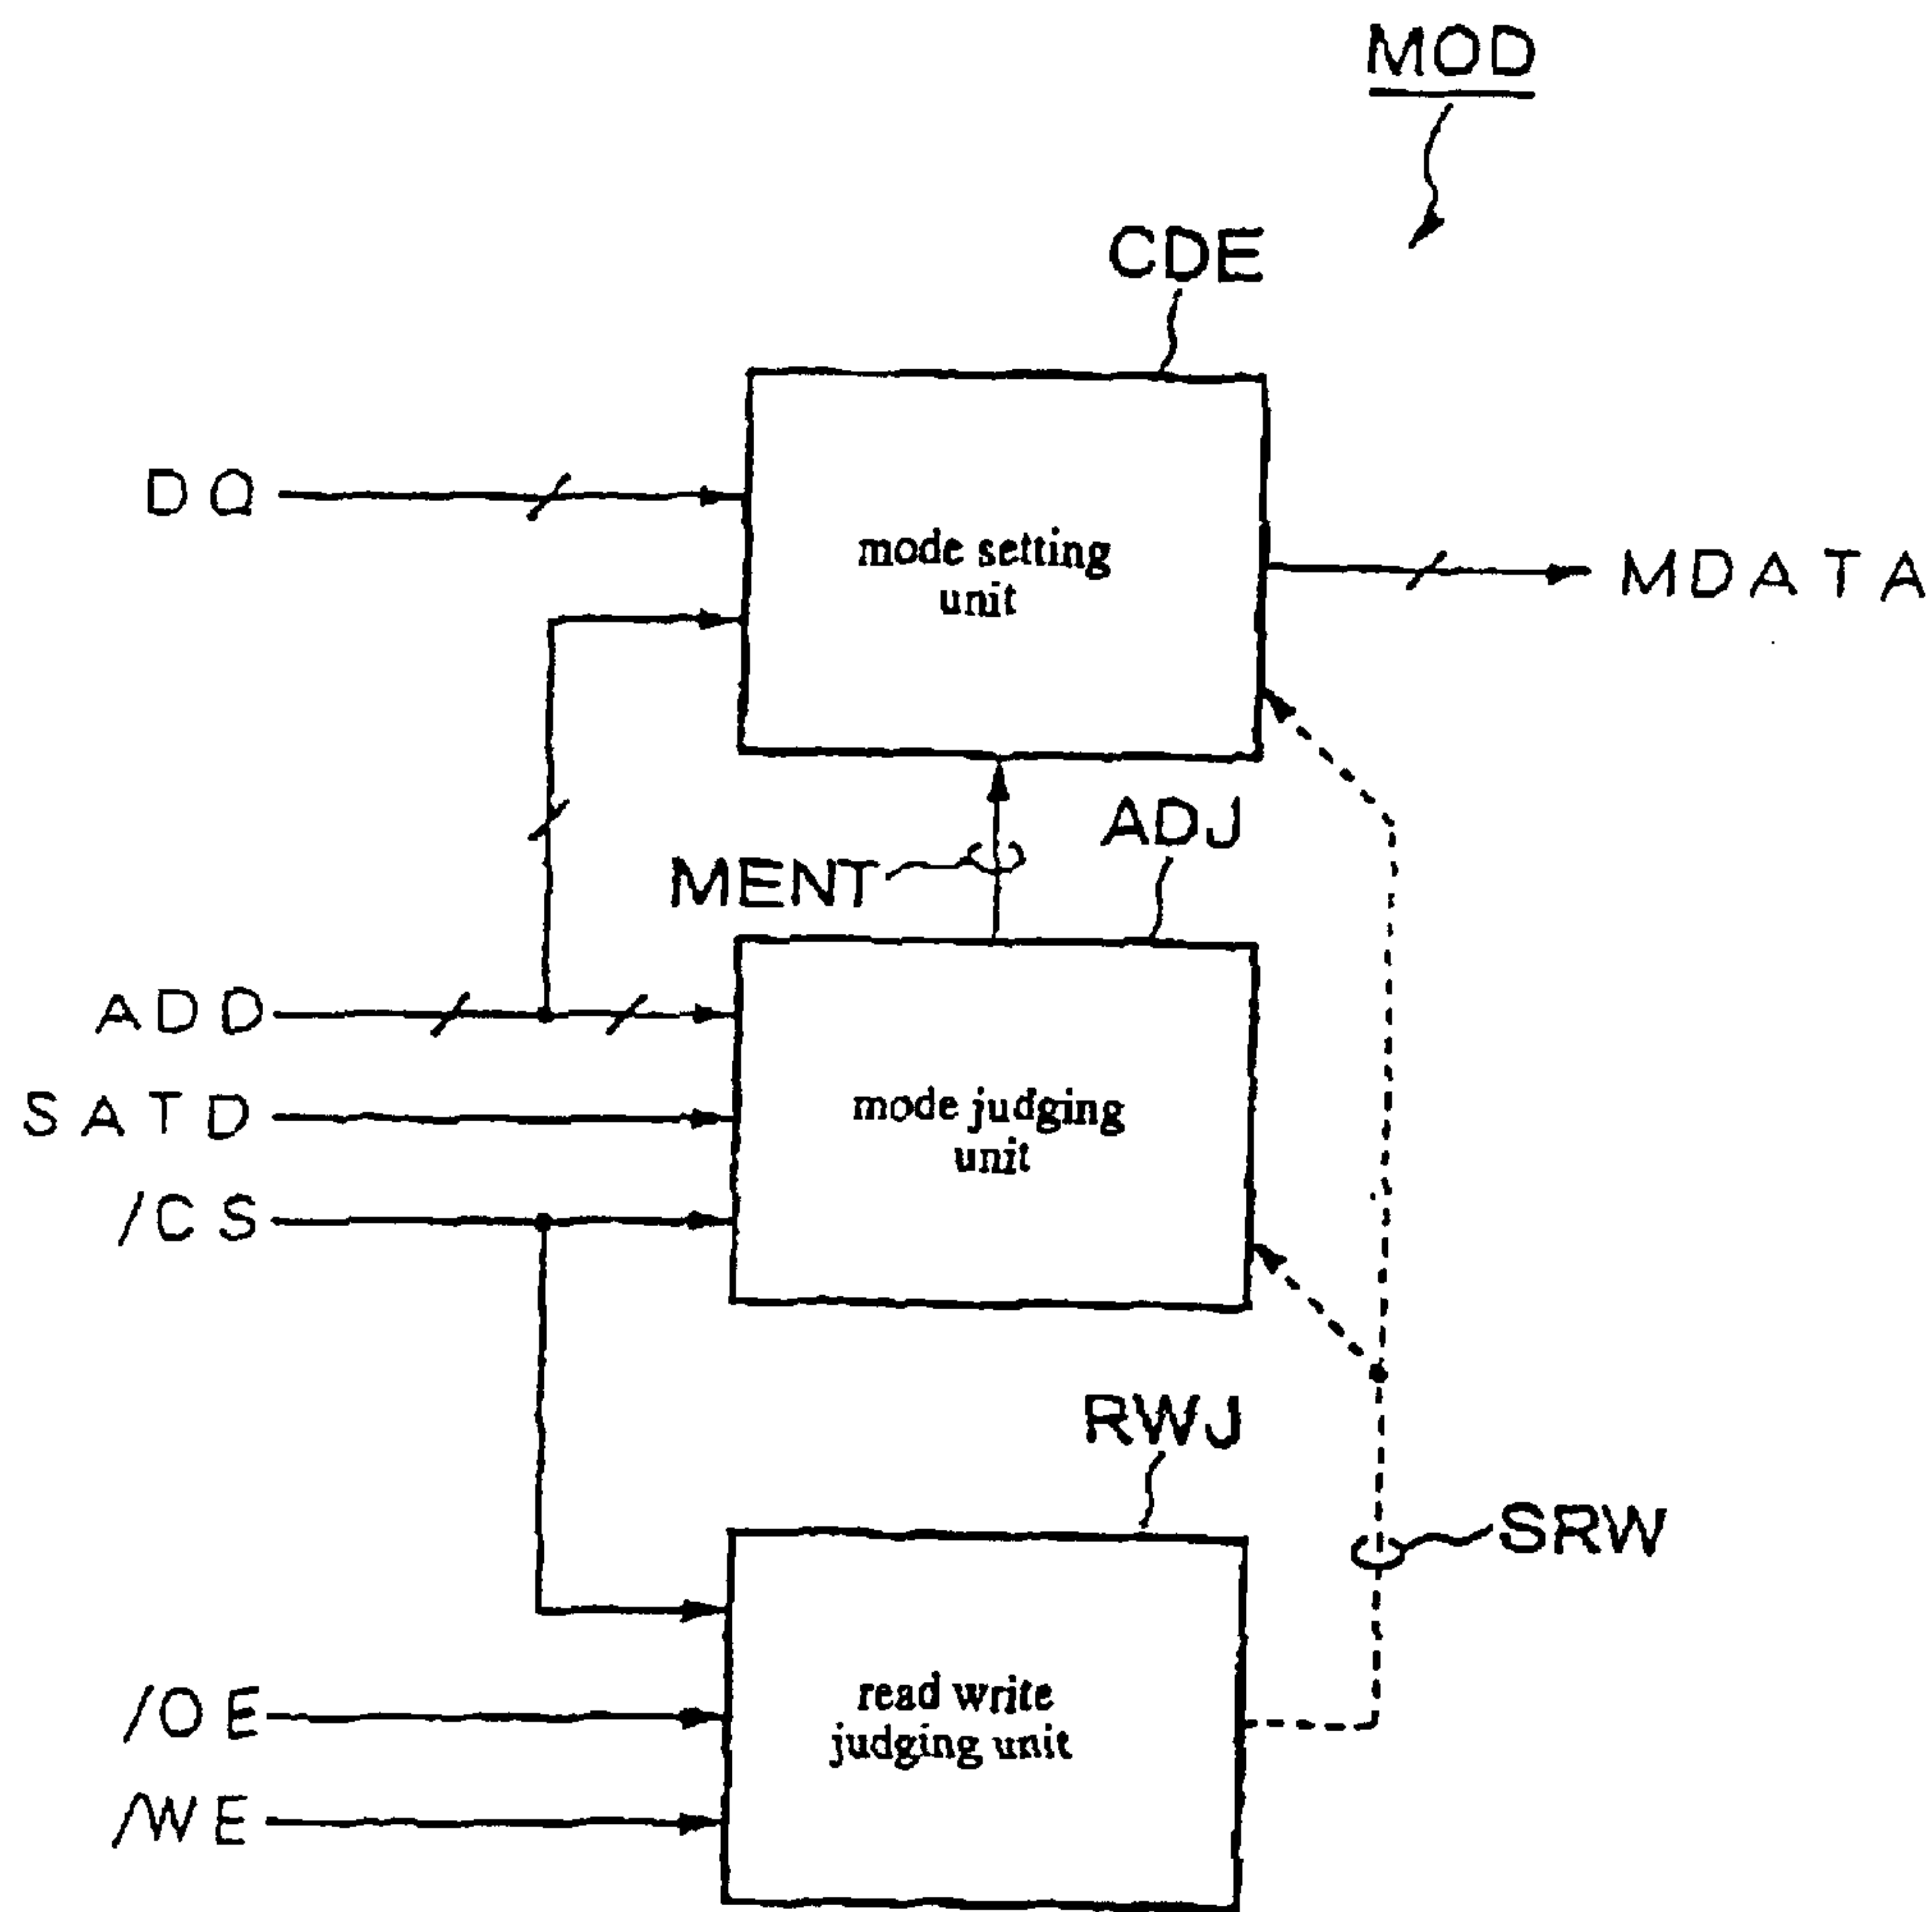 MOD
CDE
DQ
mode setting
unit
MDATA
ADJ
MENT
ADD
SATD
mode judging
unit
/CS
RWJ
SRW
read write
judging unit
/OE
/WE